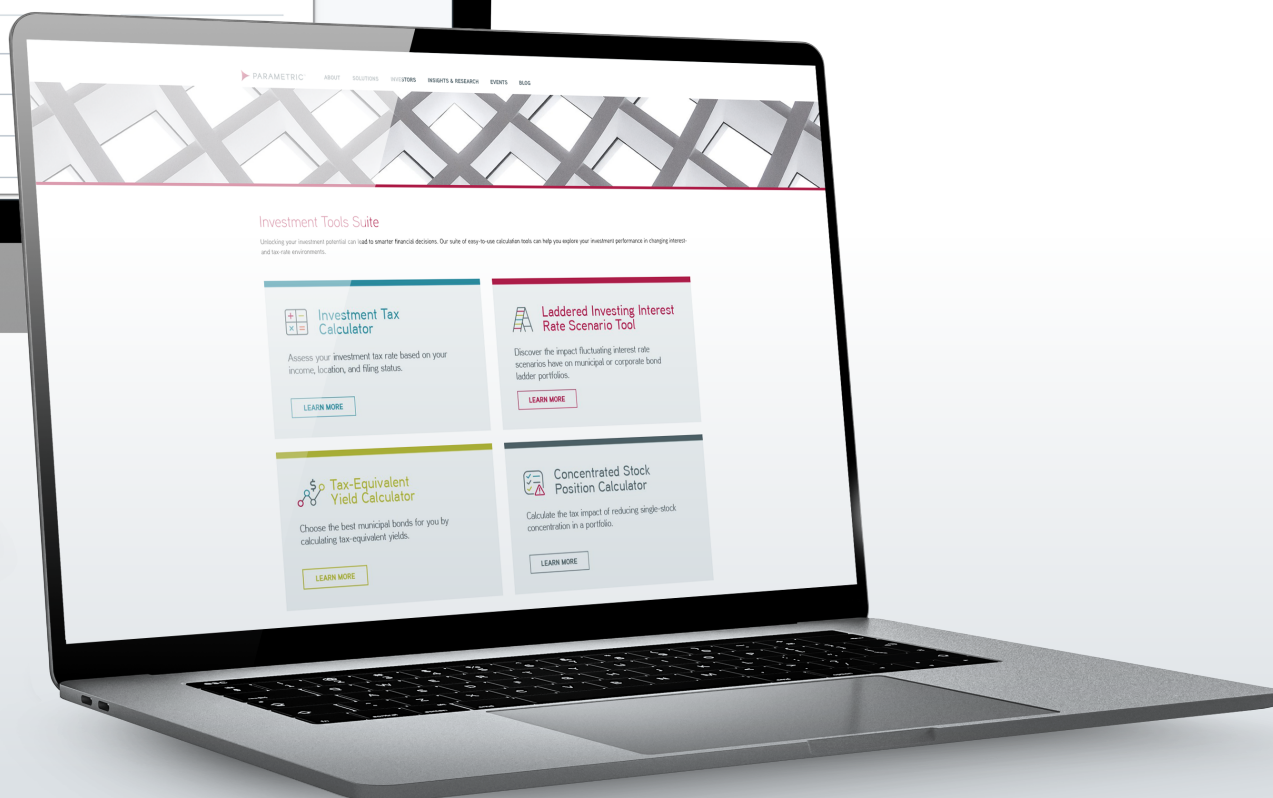 PARAMETRIC ABOUT SOLUTIONS INVESTORS INSIGHTS & RESEARCH EVENTS BLOG
Investment Tools Suite
Unlocking your investment potential can lead to smarter financial decisions. Our suite of easy-to-use calculaiton tools can help you explore your investment performance in changing interest-
and tax-rate environments.
Investment Tax
Calculator
Assess your investment tax rate based on your
income, location, and filing status.
LEARN MORE
Laddered Investing Interest
Rate Scenario Tool
Discover the impact fluctuating interest rate
scenarios have on municipal or corporate bond
ladder portfolios.
LEARN MORE
Tax-Equivalent
Yield Calculator
Choose the best municipal bonds for you by
calculating tax-equivalent yields.
LEARN MORE
Concentrated Stock
Position Calculator
Calculate the tax impact of reducing single-stock
concentration in a portfolio.
LEARN MORE